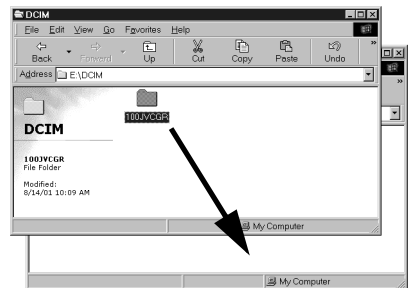 DCIM
File Edit View Go Favorites Help
Back Forward Up Cut Copy Paste Undo »
Address E:\DCIM
»
DCIM
100JVCGR
100JVCGR
File Folder
Modified:
8/14/01 10:09 AM
My Computer
My Computer